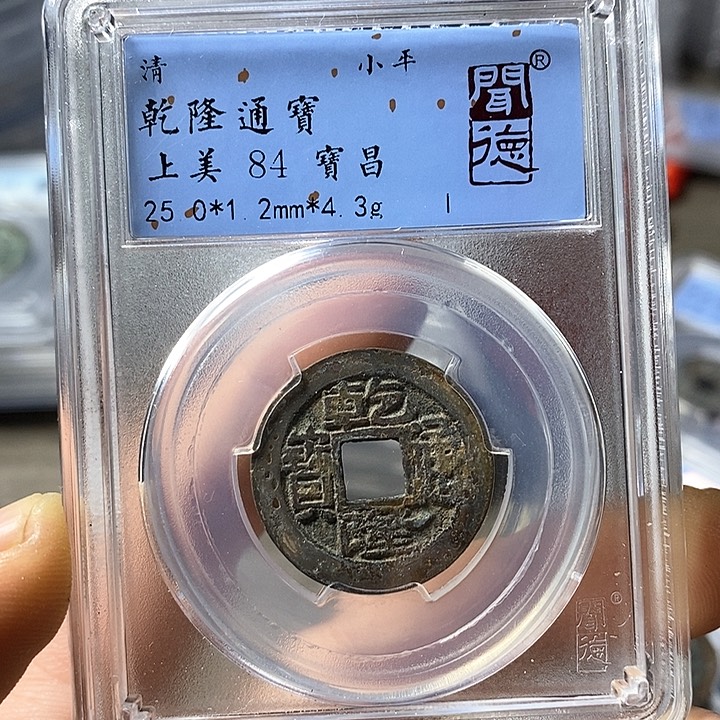 清 小平
乾隆通寶
上美 84 寶昌
25.0*1.2mm*4.3g
聞德®
乾隆通寶
聞德®